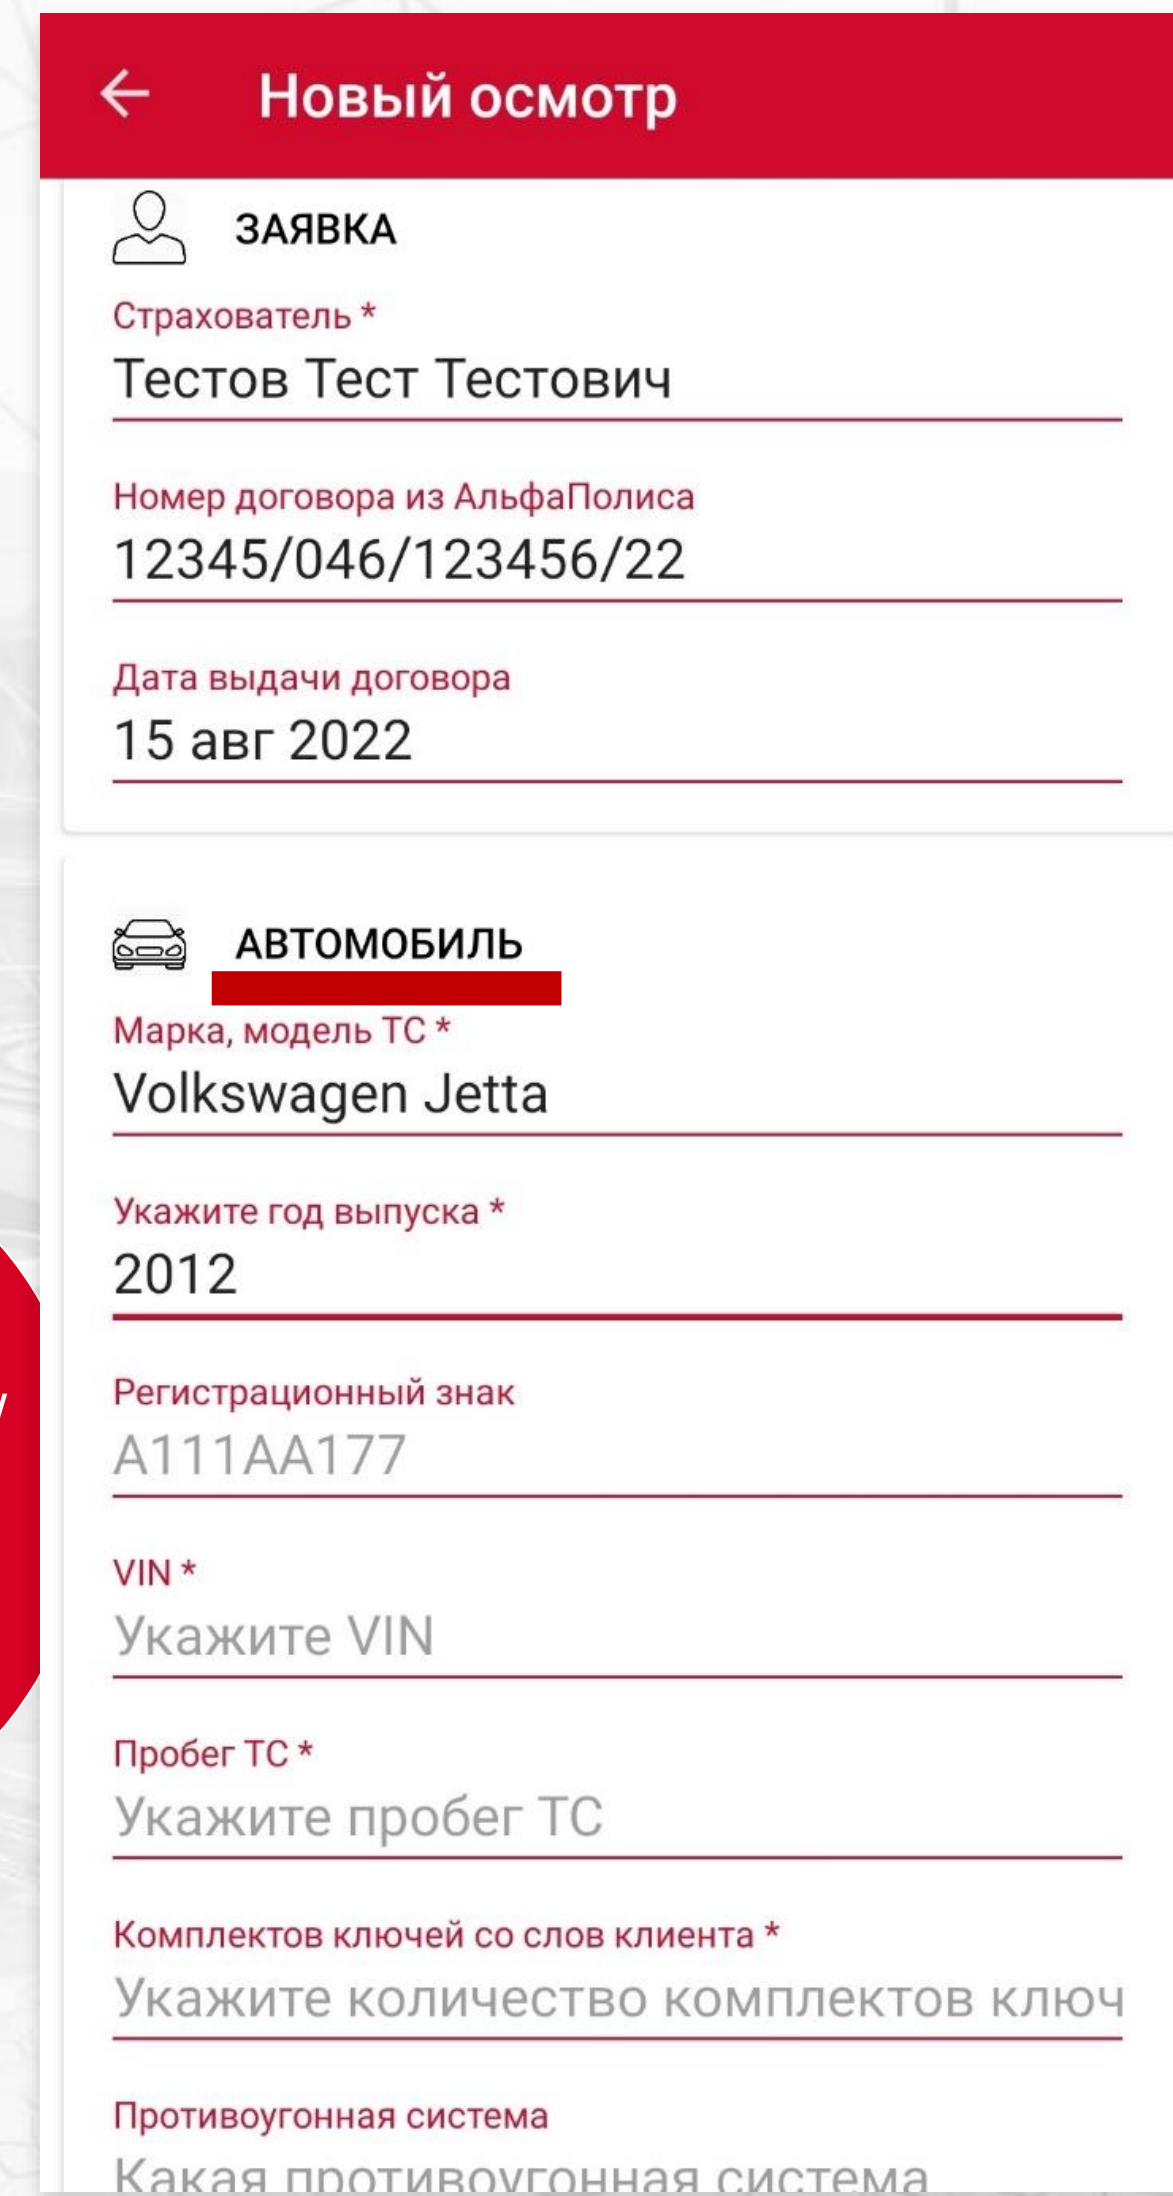 Новый осмотр
ЗАЯВКА
Страхователь *
Тестов Тест Тестович
Номер договора из АльфаПолиса
12345/046/123456/22
Дата выдачи договора
15 авг 2022
АВТОМОБИЛЬ
Марка, модель ТС *
Volkswagen Jetta
Укажите год выпуска *
2012
Регистрационный знак
А111АА177
VIN *
Укажите VIN
Пробег ТС *
Укажите пробег ТС
Комплектов ключей со слов клиента *
Укажите количество комплектов ключ
Противоугонная система
Какая противоугонная система